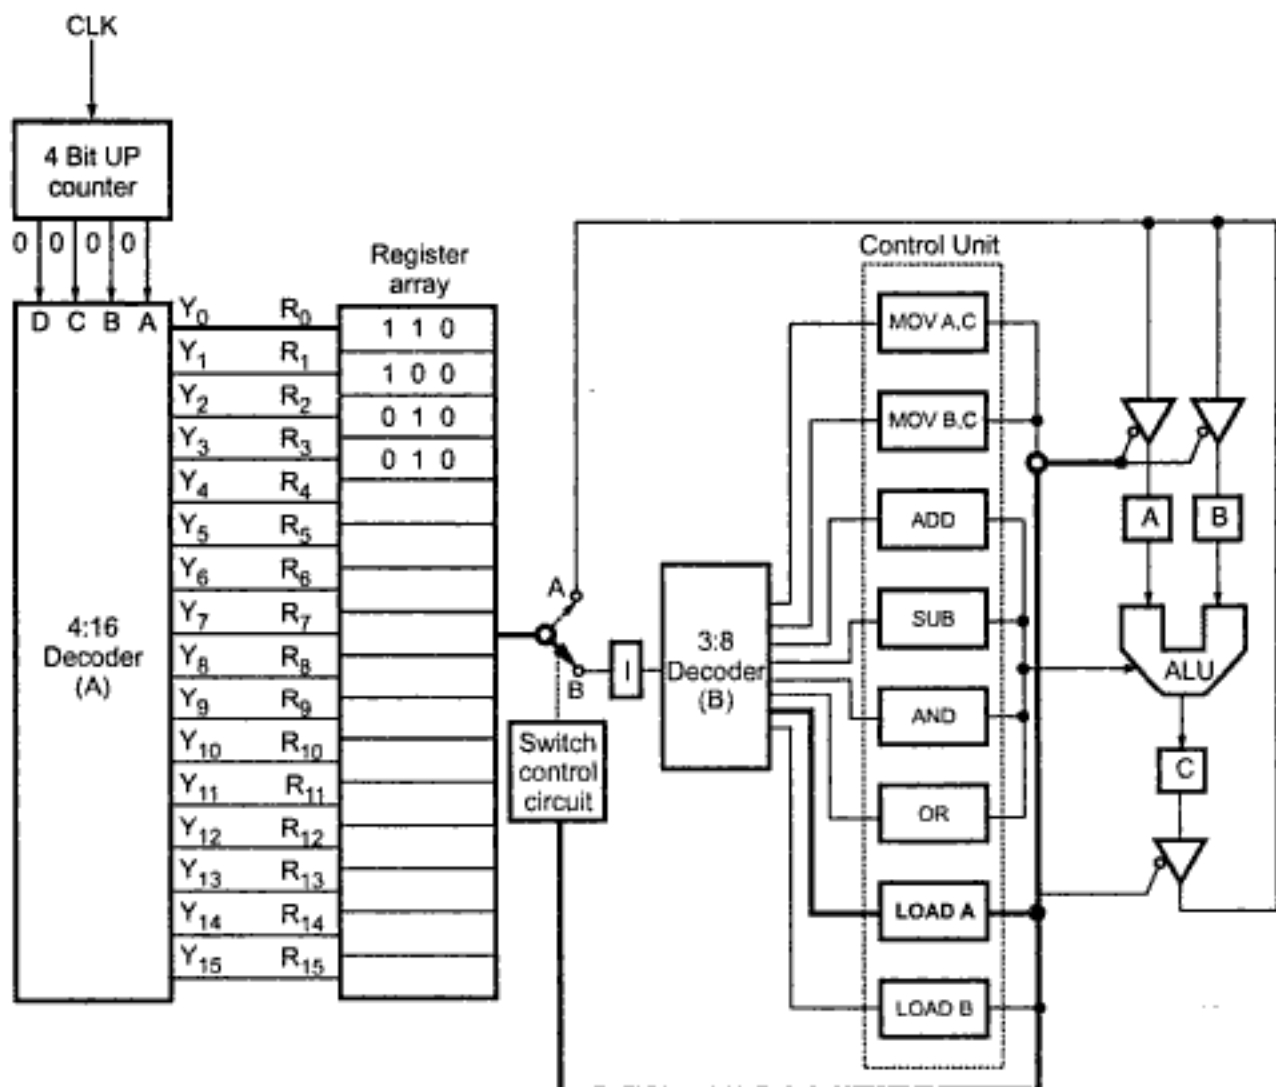 CLK
4 Bit UP
counter
0 0 0 0
D C B A
4:16
Decoder
(A)
Register
array
Y0 R0 1 1 0
Y1 R1 1 0 0
Y2 R2 0 1 0
Y3 R3 0 1 0
Y4 R4
Y5 R5
Y6 R6
Y7 R7
Y8 R8
Y9 R9
Y10 R10
Y11 R11
Y12 R12
Y13 R13
Y14 R14
Y15 R15
A
B
Switch
control
circuit
I
3:8
Decoder
(B)
Control Unit
MOV A,C
MOV B,C
ADD
SUB
AND
OR
LOAD A
LOAD B
A B
ALU
C